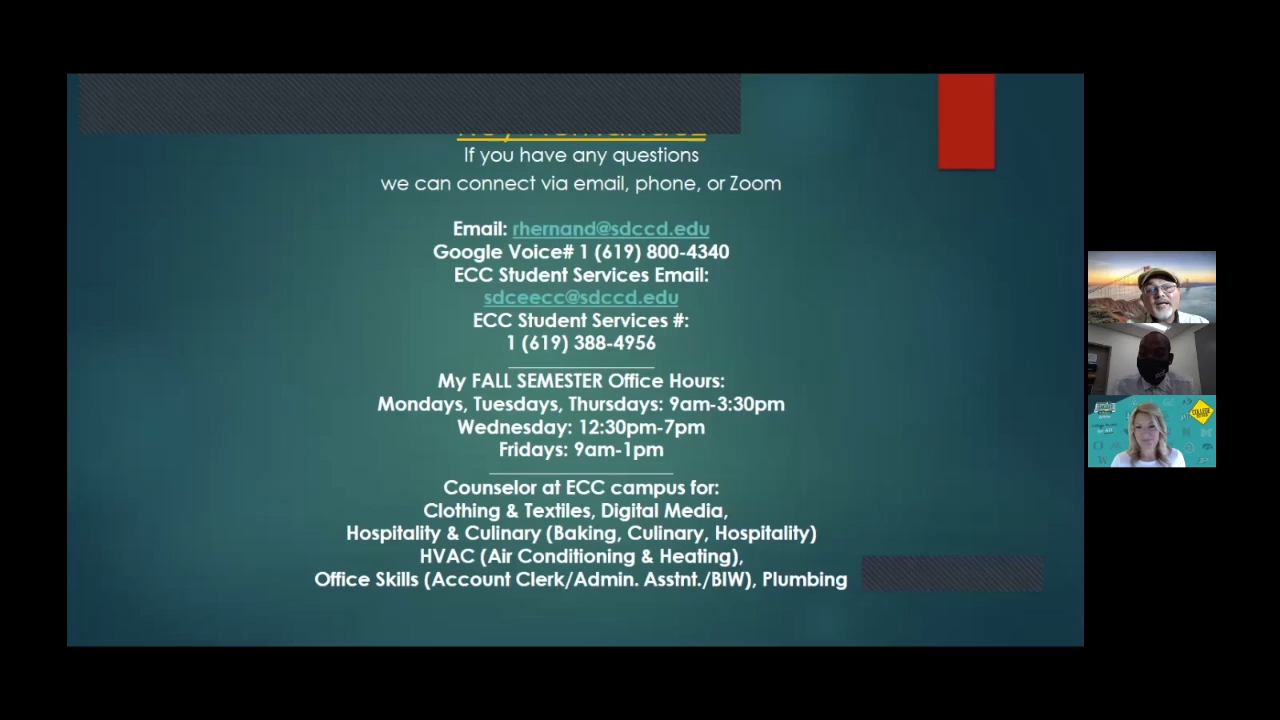 If you have any questions
we can connect via email, phone, or Zoom
Email: rhernand@sdccd.edu
Google Voice# 1 (619) 800-4340
ECC Student Services Email:
sdceecc@sdccd.edu
ECC Student Services #:
1 (619) 388-4956
My FALL SEMESTER Office Hours:
Mondays, Tuesdays, Thursdays: 9am-3:30pm
Wednesday: 12:30pm-7pm
Fridays: 9am-1pm
Counselor at ECC campus for:
Clothing & Textiles, Digital Media,
Hospitality & Culinary (Baking, Culinary, Hospitality)
HVAC (Air Conditioning & Heating),
Office Skills (Account Clerk/Admin. Asstnt./BIW), Plumbing